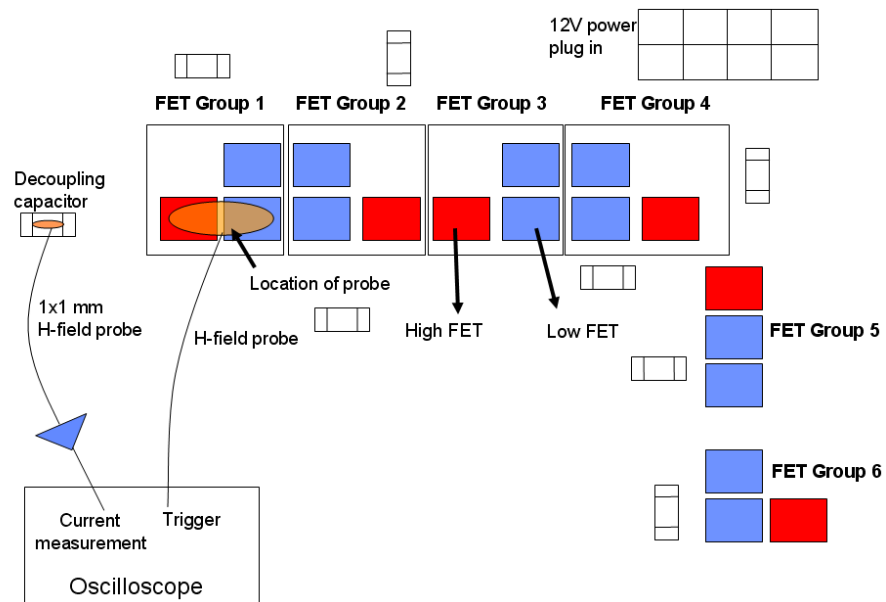 12V power
plug in
FET Group 1
FET Group 2
FET Group 3
FET Group 4
Decoupling
capacitor
Location of probe
1x1 mm
H-field probe
H-field probe
High FET
Low FET
FET Group 5
FET Group 6
Current
measurement
Trigger
Oscilloscope